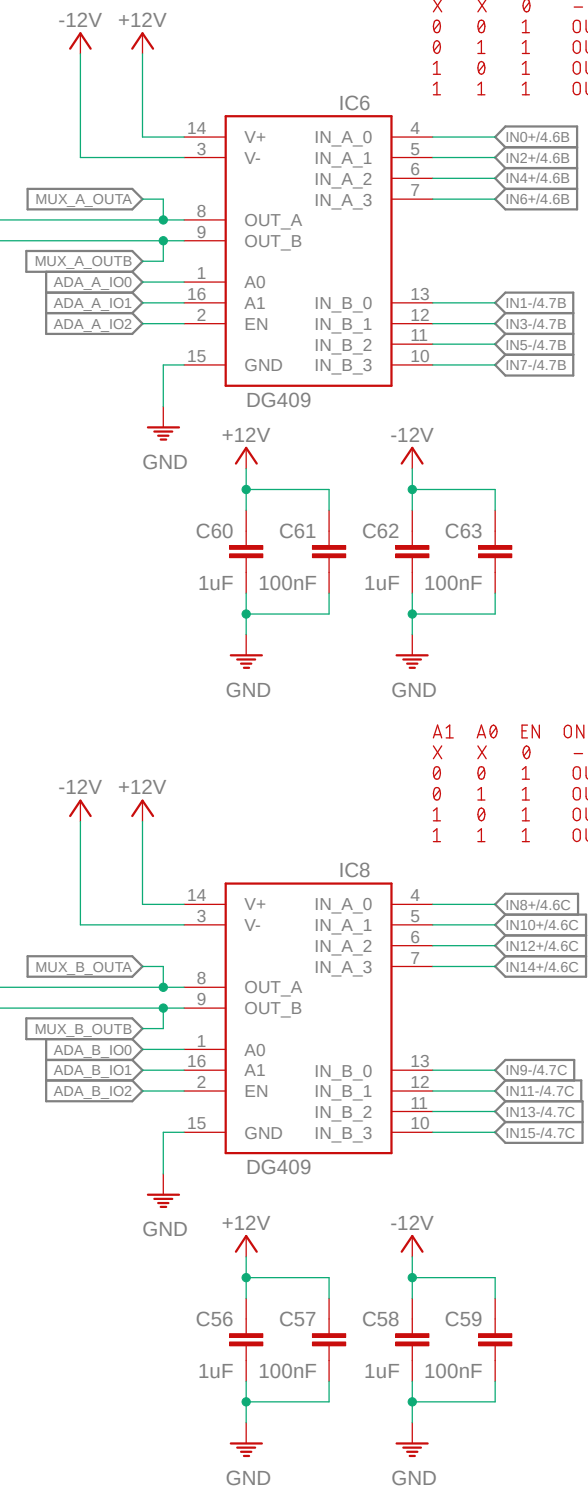 X X 0 -
-12V +12V
0 0 1
0 1 1
1 0 1
1 1 1
IC6
14 V+ IN_A_0 4 IN0+/4.6B
3 V- IN_A_1 5 IN2+/4.6B
IN_A_2 6 IN4+/4.6B
MUX_A_OUTA IN_A_3 7 IN6+/4.6B
8 OUT_A
9 OUT_B
MUX_A_OUTB
ADA_A_IO0 1 A0
ADA_A_IO1 16 A1 IN_B_0 13 IN1-/4.7B
ADA_A_IO2 2 EN IN_B_1 12 IN3-/4.7B
IN_B_2 11 IN5-/4.7B
15 GND IN_B_3 10 IN7-/4.7B
DG409
GND
+12V -12V
C60 C61 C62 C63
1uF 100nF 1uF 100nF
GND GND
A1 A0 EN ON
X X 0 -
-12V +12V
0 0 1
0 1 1
1 0 1
1 1 1
IC8
14 V+ IN_A_0 4 IN8+/4.6C
3 V- IN_A_1 5 IN10+/4.6C
IN_A_2 6 IN12+/4.6C
MUX_B_OUTA IN_A_3 7 IN14+/4.6C
8 OUT_A
9 OUT_B
MUX_B_OUTB
ADA_B_IO0 1 A0
ADA_B_IO1 16 A1 IN_B_0 13 IN9-/4.7C
ADA_B_IO2 2 EN IN_B_1 12 IN11-/4.7C
IN_B_2 11 IN13-/4.7C
15 GND IN_B_3 10 IN15-/4.7C
DG409
GND
+12V -12V
C56 C57 C58 C59
1uF 100nF 1uF 100nF
GND GND